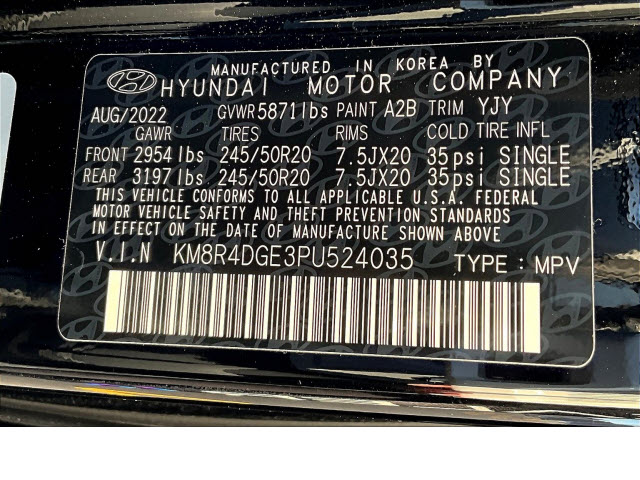 MANUFACTURED IN KOREA BY
HYUNDAI MOTOR COMPANY
AUG/2022 GVWR 5871lbs PAINT A2B TRIM YJY
GAWR TIRES RIMS COLD TIRE INFL
FRONT 2954 lbs 245/50R20 7.5JX20 35psi SINGLE
REAR 3197 lbs 245/50R20 7.5JX20 35psi SINGLE
THIS VEHICLE CONFORMS TO ALL APPLICABLE U.S.A. FEDERAL
MOTOR VEHICLE SAFETY AND THEFT PREVENTION STANDARDS
IN EFFECT ON THE DATE OF MANUFACTURE SHOWN ABOVE
V.I.N KM8R4DGE3PU524035 TYPE : MPV